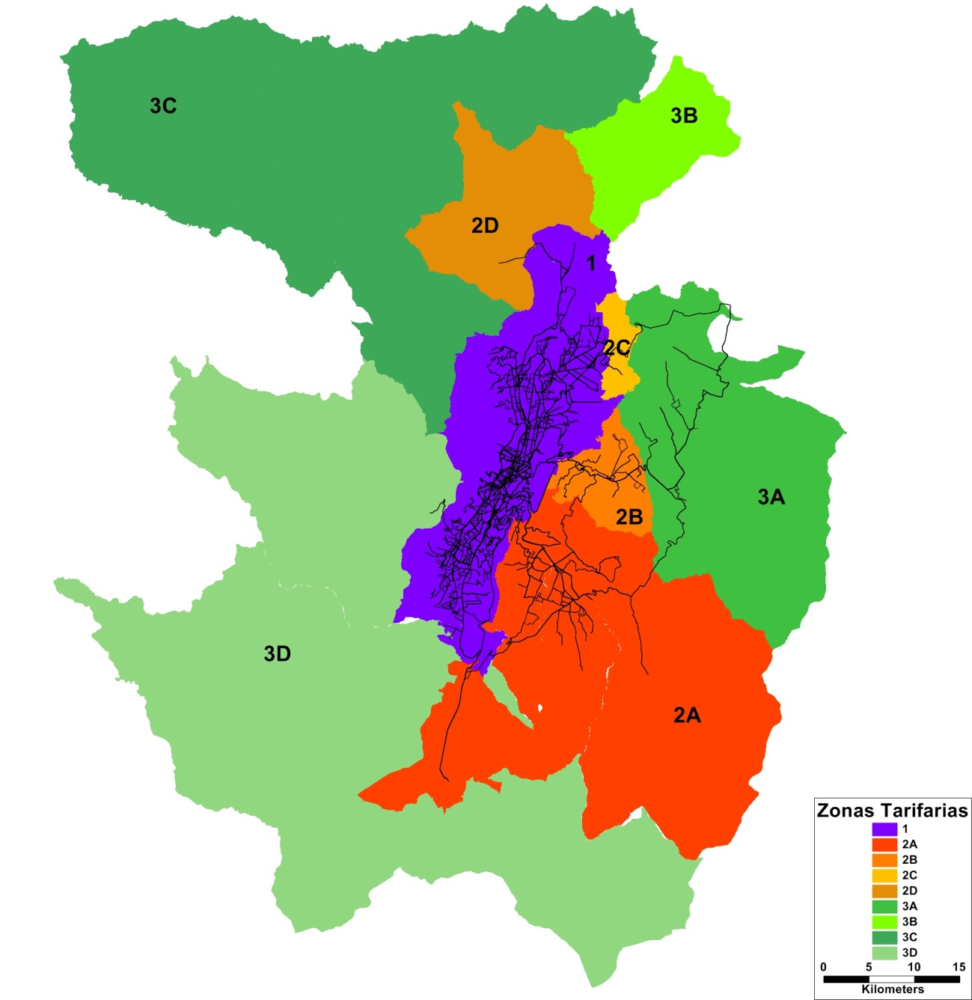 3C
3B
2D
1
2C
3A
2B
3D
2A
Zonas Tarifarias
1
2A
2B
2C
2D
3A
3B
3C
3D
0 5 10 15
Kilometers